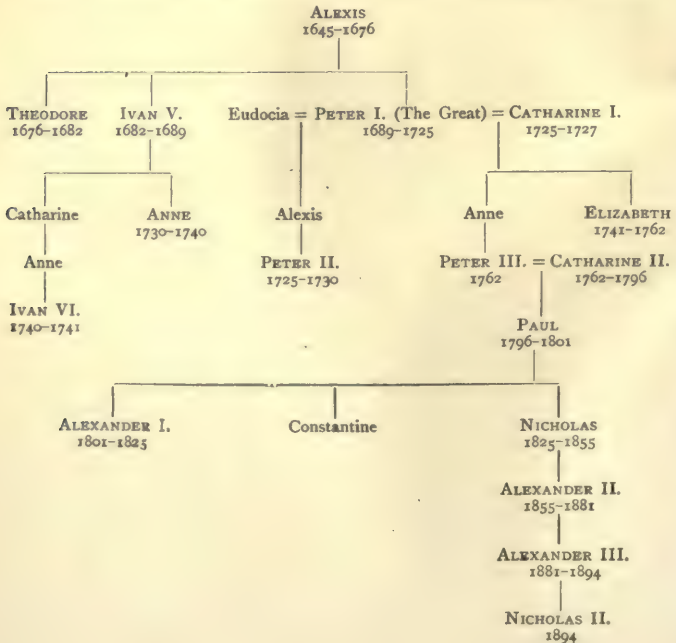 ALEXIS
1645–1676
THEODORE IVAN V. Eudocia = PETER I. (The Great) = CATHARINE I.
1676–1682 1682–1689 1689–1725 1725–1727
Catharine ANNE Alexis Anne ELIZABETH
1730–1740 1741–1762
Anne PETER II. PETER III. = CATHARINE II.
1725–1730 1762 1762–1796
IVAN VI.
1740–1741
PAUL
1796–1801
ALEXANDER I. Constantine NICHOLAS
1801–1825 1825–1855
ALEXANDER II.
1855–1881
ALEXANDER III.
1881–1894
NICHOLAS II.
1894